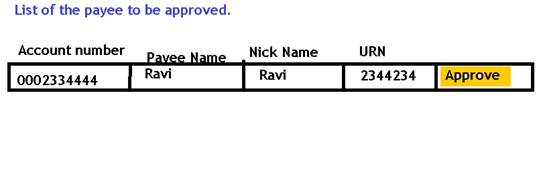 List of the payee to be approved.
Account number Payee Name Nick Name URN
0002334444 Ravi Ravi 2344234 Approve